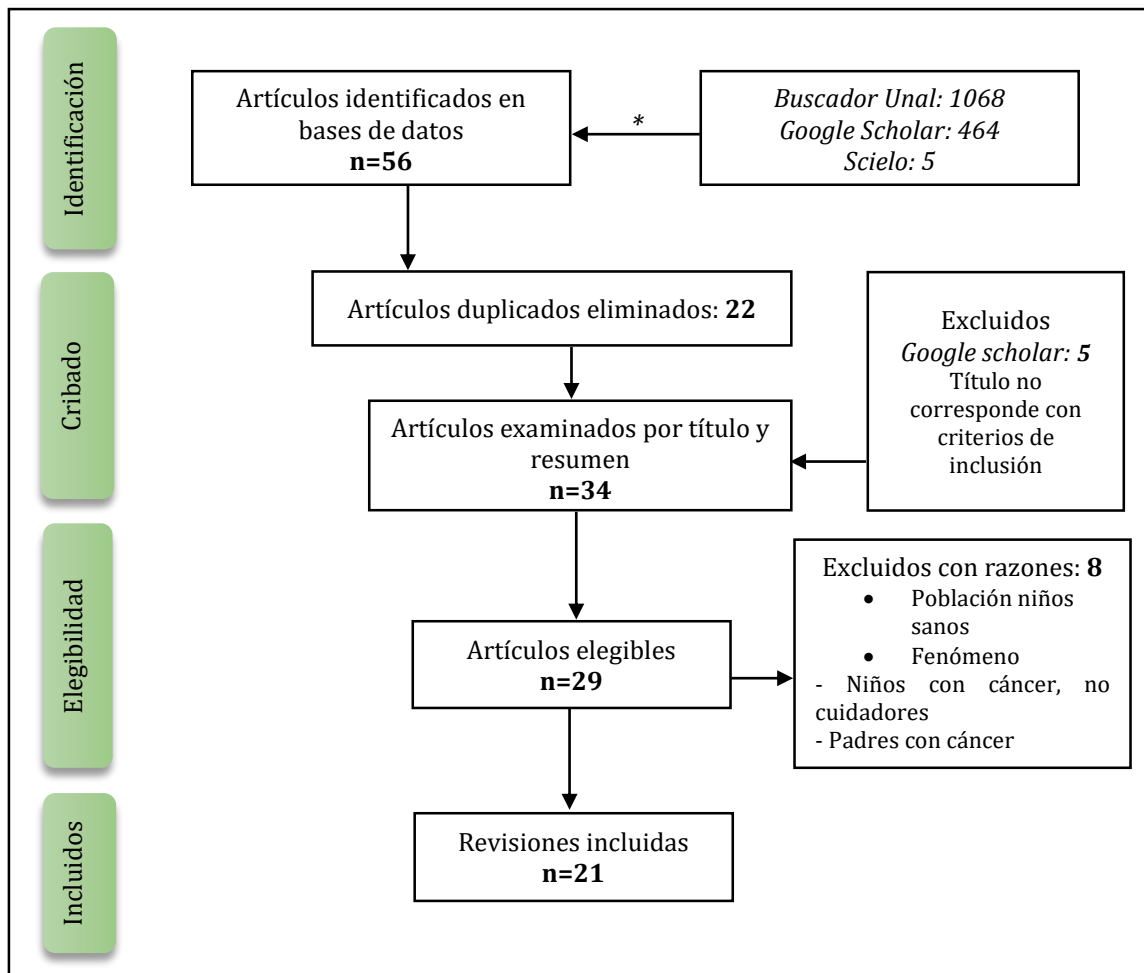 Identificación
Artículos identificados en
bases de datos
n=56
*
Buscador Unal: 1068
Google Scholar: 464
Scielo: 5
Cribado
Artículos duplicados eliminados: 22
Artículos examinados por título y
resumen
n=34
Excluidos
Google scholar: 5
Título no
corresponde con
criterios de
inclusión
Elegibilidad
Artículos elegibles
n=29
Excluidos con razones: 8
• Población niños
sanos
• Fenómeno
- Niños con cáncer, no
cuidadores
- Padres con cáncer
Incluidos
Revisiones incluidas
n=21